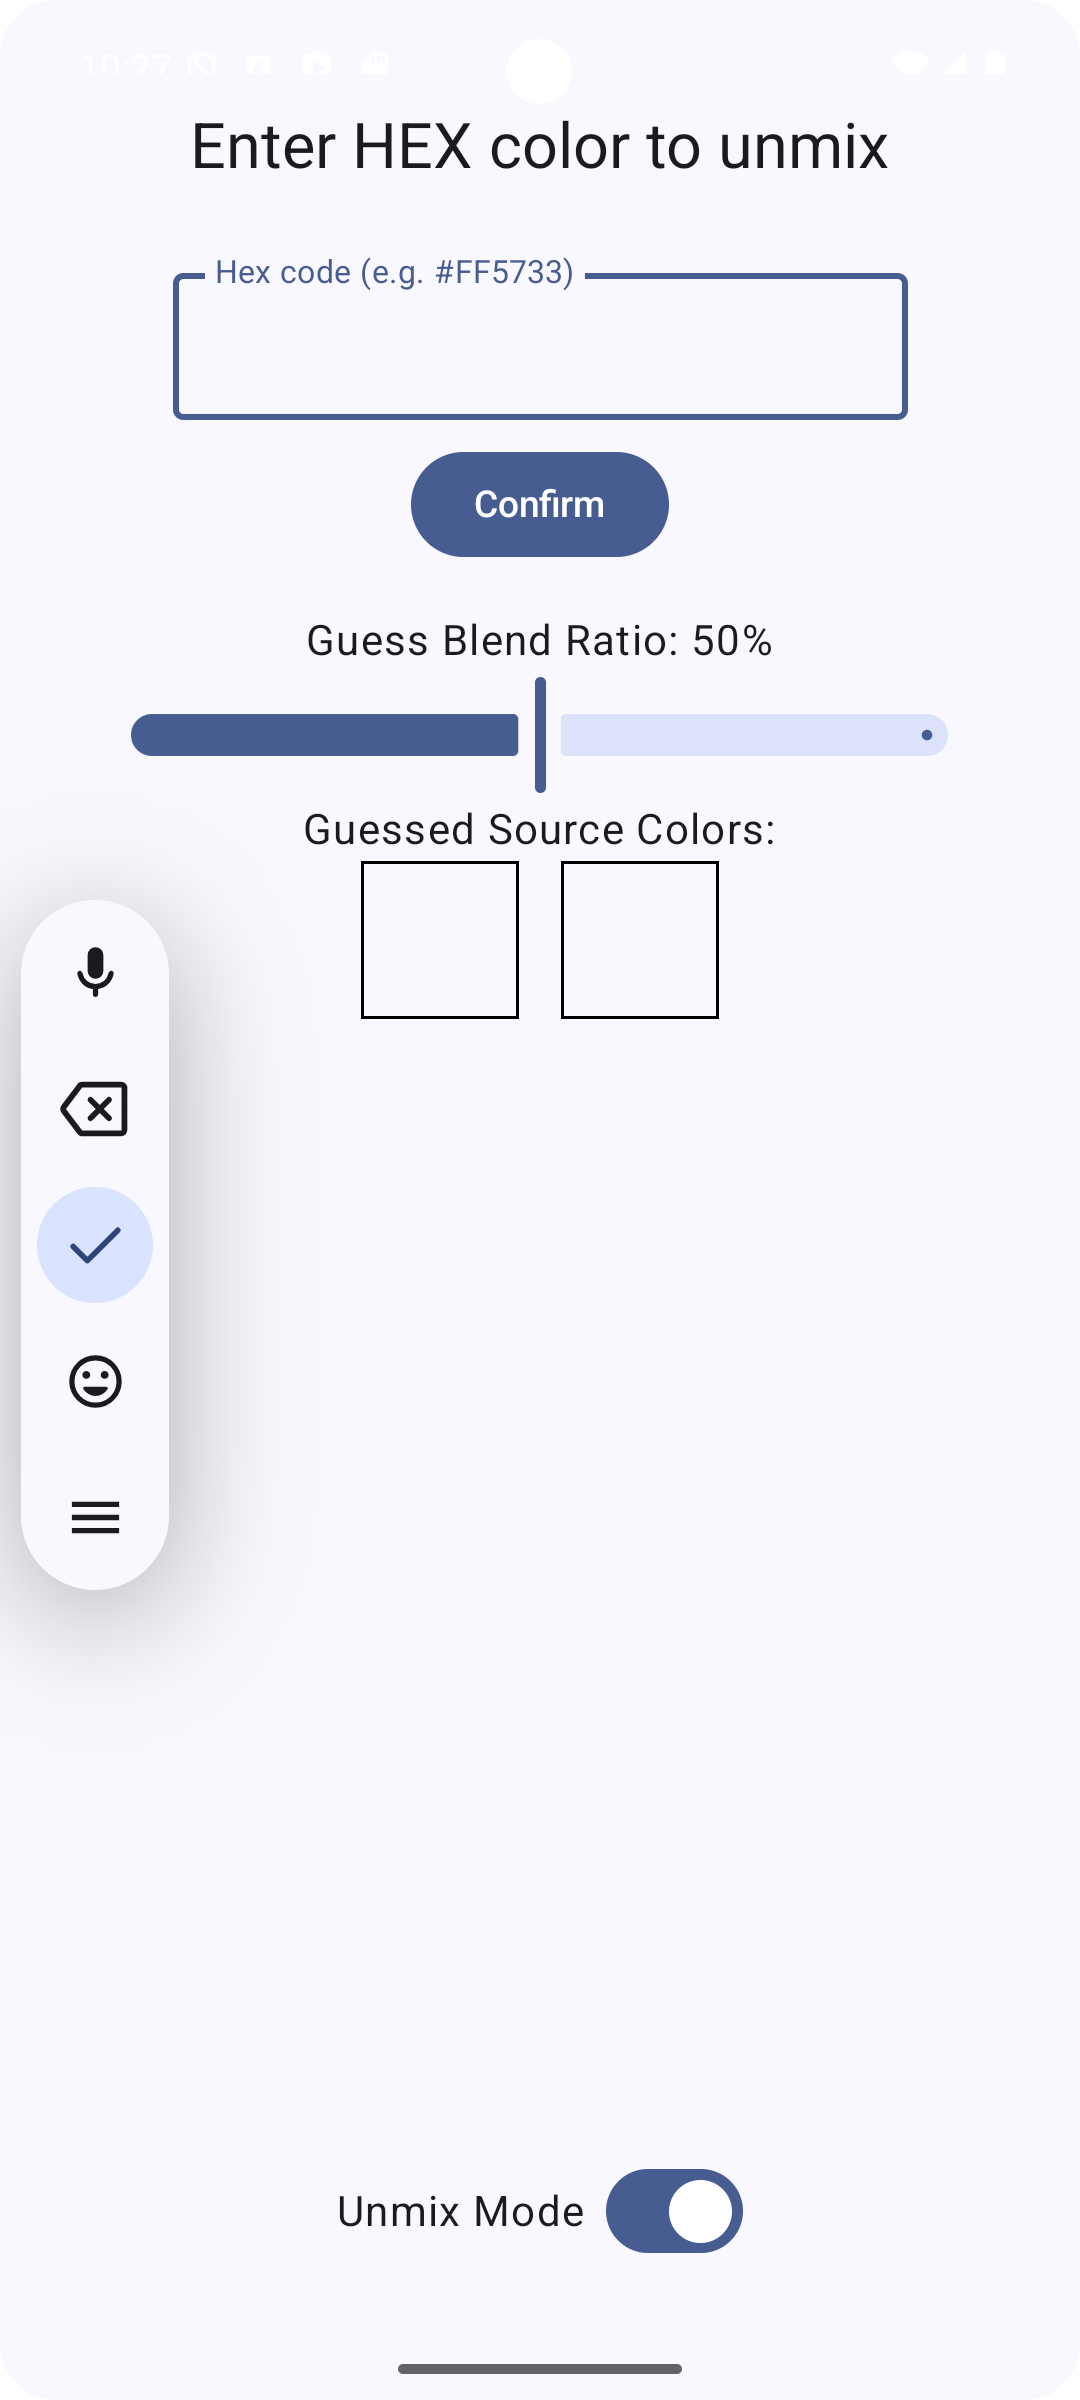 10:27
Enter HEX color to unmix
Hex code (e.g. #FF5733)
Confirm
Guess Blend Ratio: 50%
Guessed Source Colors:
Unmix Mode